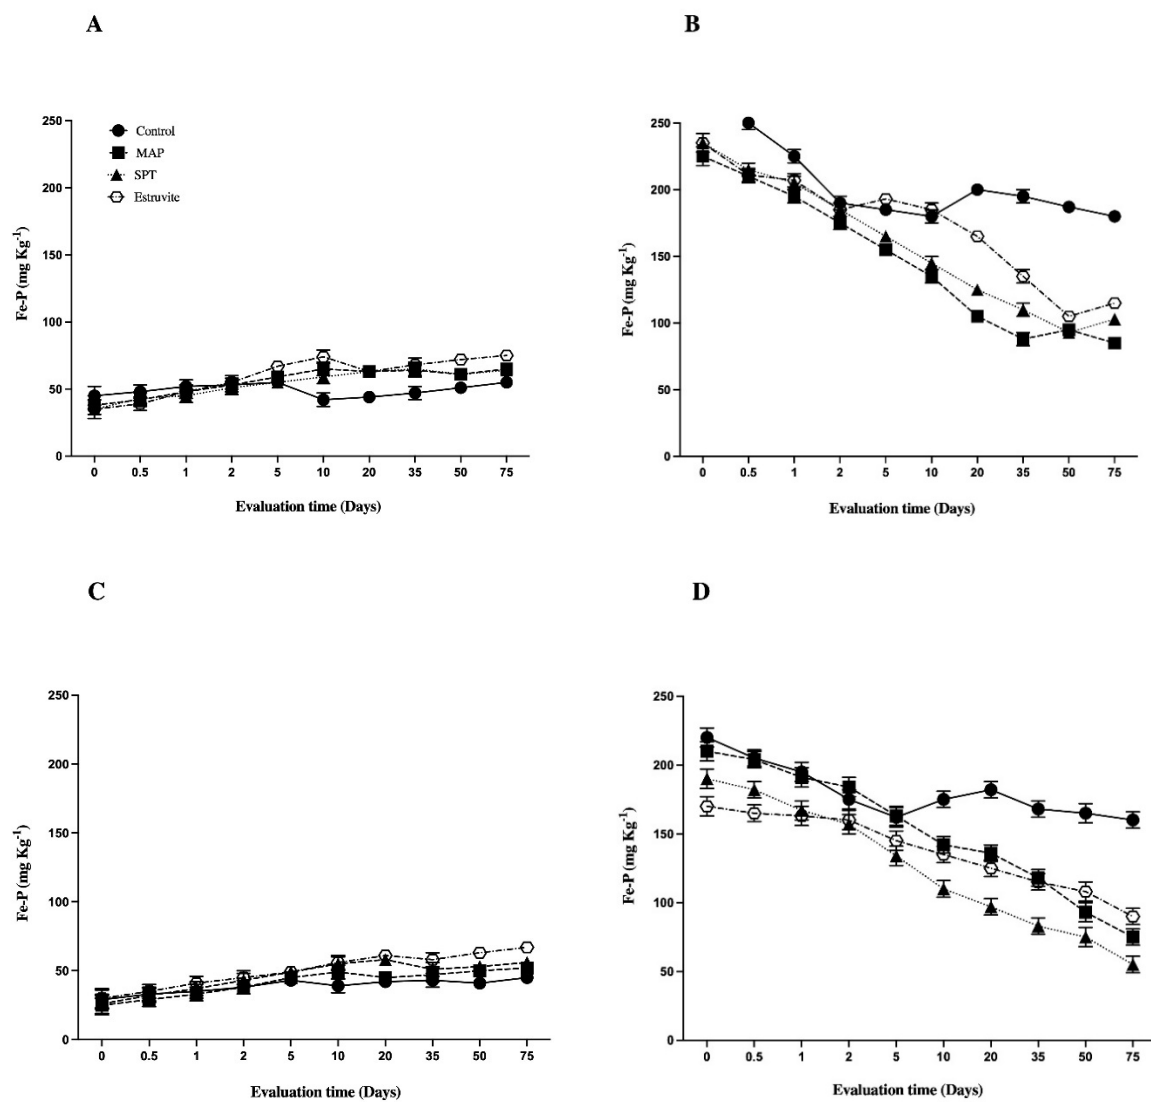 A
Fe-P (mg Kg-1)
250
200
150
100
50
0
Control
MAP
SPT
Estruvite
0 0.5 1 2 5 10 20 35 50 75
Evaluation time (Days)
B
Fe-P (mg Kg-1)
250
200
150
100
50
0
0 0.5 1 2 5 10 20 35 50 75
Evaluation time (Days)
C
Fe-P (mg Kg-1)
250
200
150
100
50
0
0 0.5 1 2 5 10 20 35 50 75
Evaluation time (Days)
D
Fe-P (mg Kg-1)
250
200
150
100
50
0
0 0.5 1 2 5 10 20 35 50 75
Evaluation time (Days)